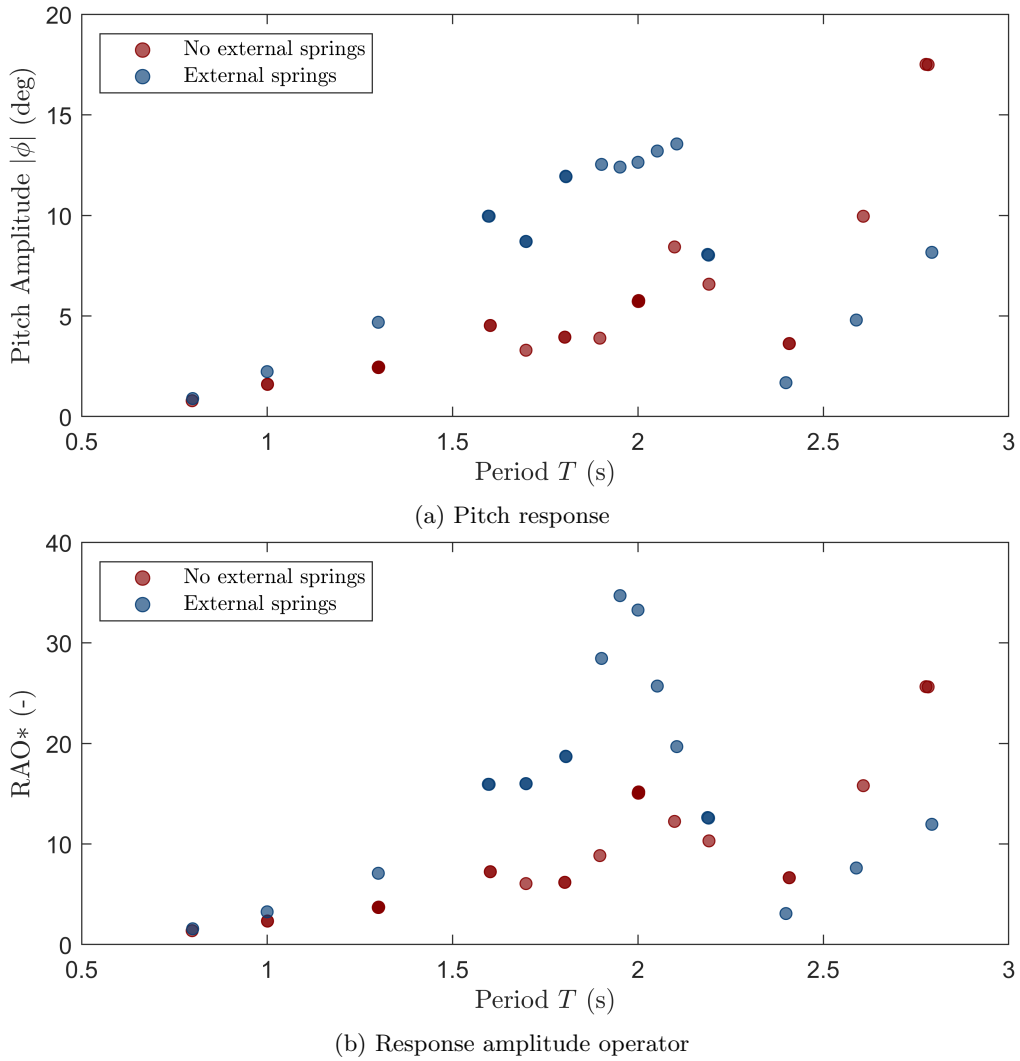 20
15
10
5
0
Pitch Amplitude |ϕ| (deg)
No external springs
External springs
0.5 1 1.5 2 2.5 3
Period T (s)
(a) Pitch response
40
30
20
10
0
RAO* (-)
No external springs
External springs
0.5 1 1.5 2 2.5 3
Period T (s)
(b) Response amplitude operator